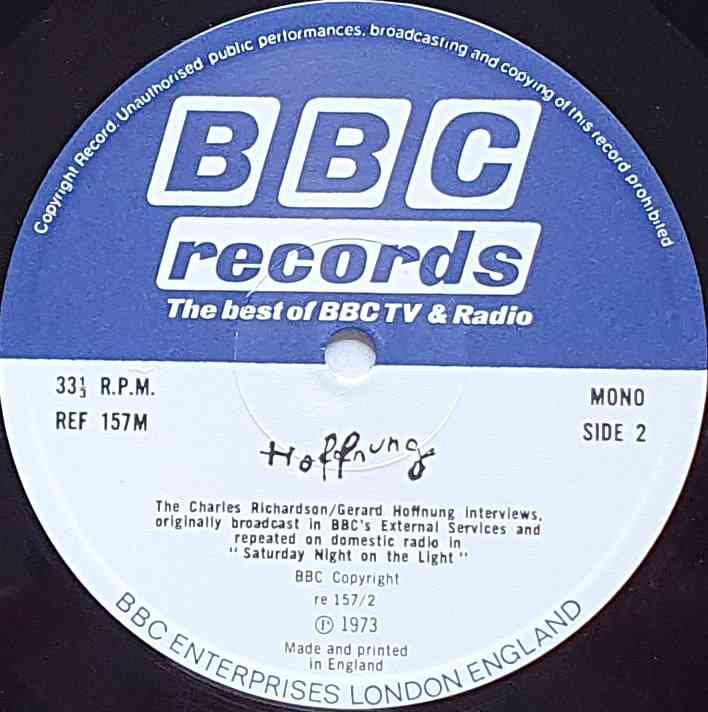 Copyright Record. Unauthorised public performances, broadcasting and copying of this record prohibited
BBC
records
The best of BBC TV & Radio
33⅓ R.P.M.
MONO
REF 157M
SIDE 2
Hoffnung
The Charles Richardson/Gerard Hoffnung interviews,
originally broadcast in BBC's External Services and
repeated on domestic radio in
"Saturday Night on the Light"
BBC Copyright
re 157/2
Ⓟ 1973
Made and printed
in England
BBC ENTERPRISES LONDON ENGLAND